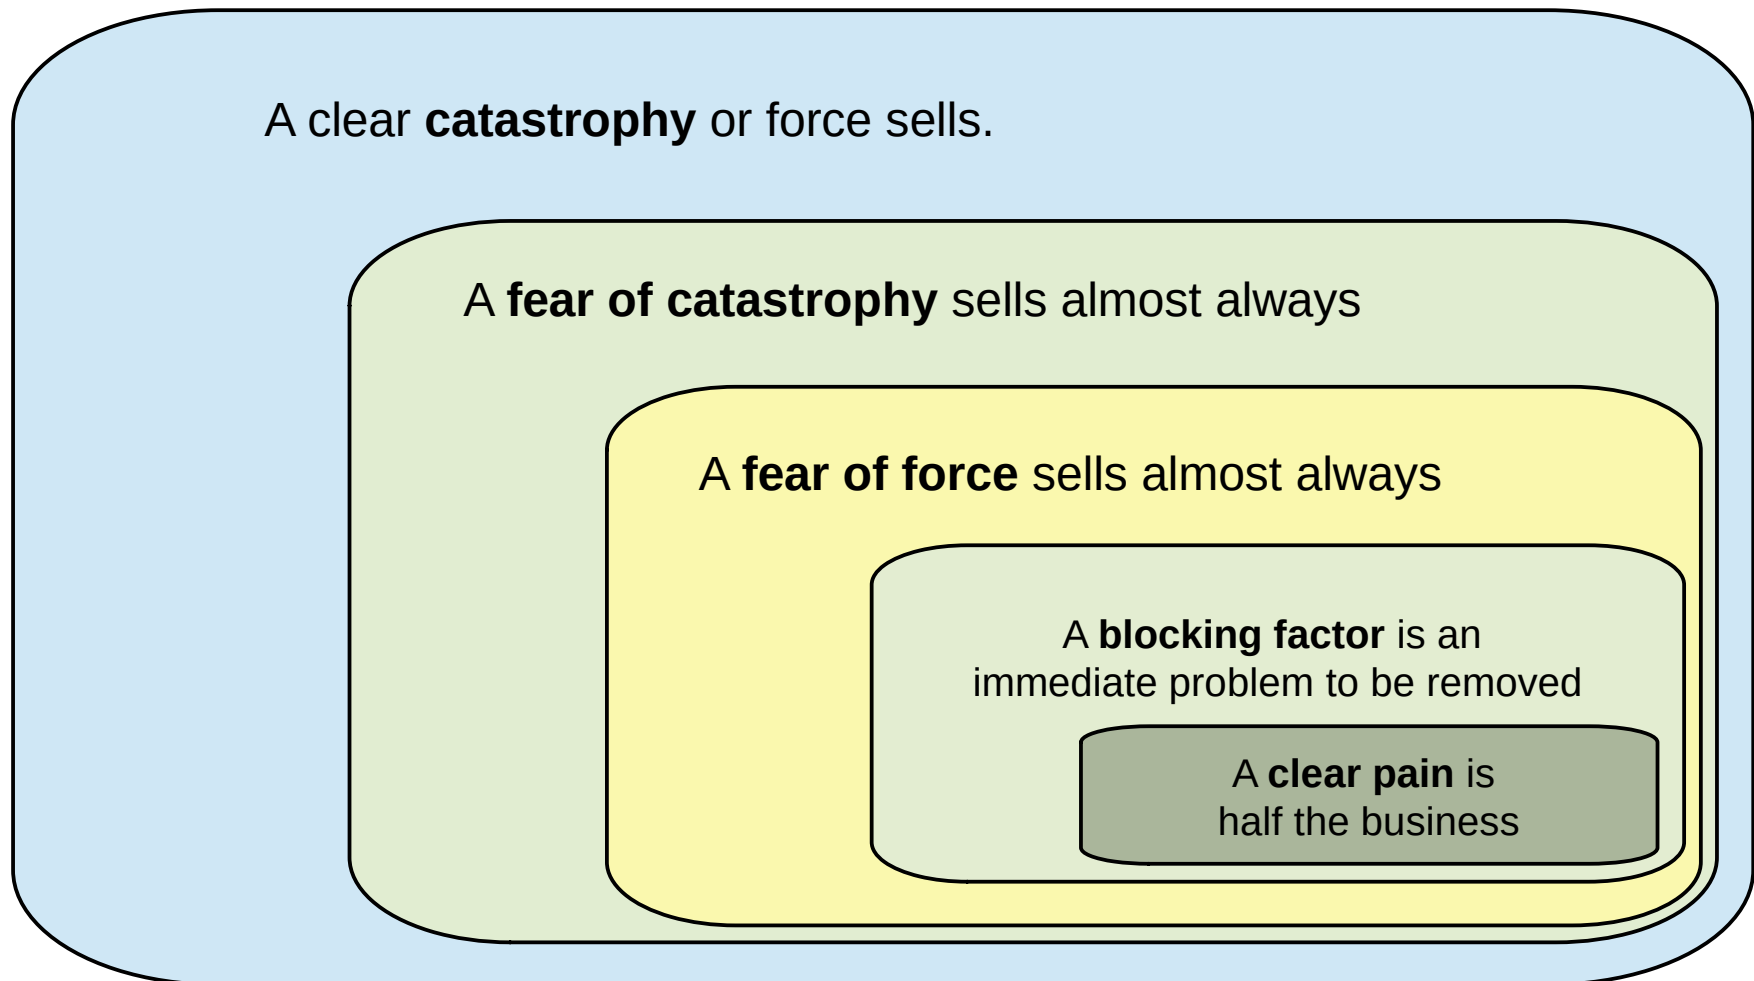 A clear catastrophy or force sells.
A fear of catastrophy sells almost always
A fear of force sells almost always
A blocking factor is an
immediate problem to be removed
A clear pain is
half the business